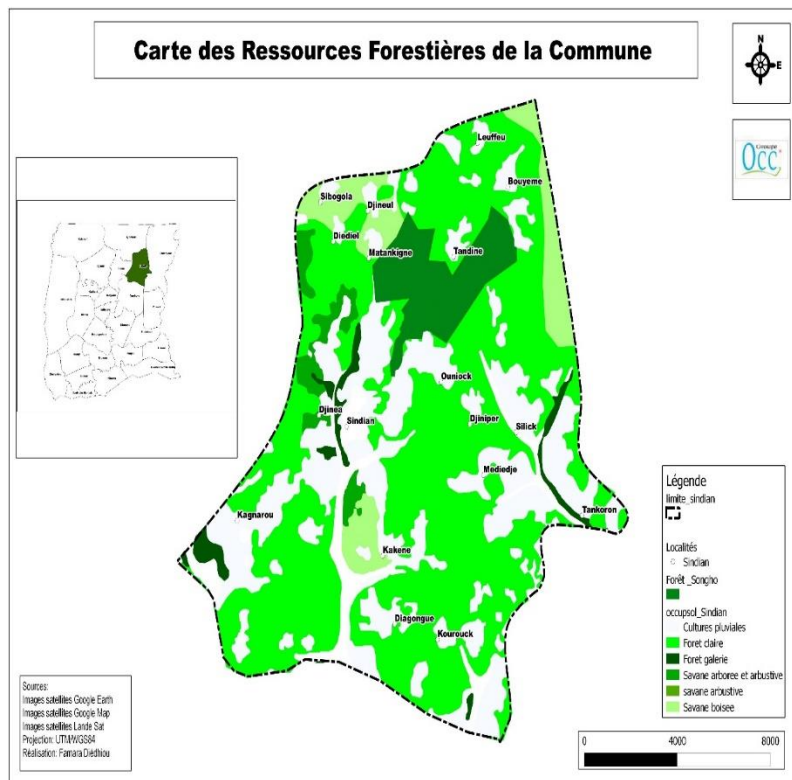 Carte des Ressources Forestières de la Commune
N
E
Occ
Leuffeu
Bouyeme
Sibogola
Djineul
Diediel
Matankigne
Tandine
Ouniock
Djinea
Sindian
Djiniper
Silick
Mediedje
Tankoron
Kagnarou
Kakene
Diagongue
Kourouck
Légende
limite_sindian
Localités
Sindian
Forêt _Songho
occupsol_Sindian
Cultures pluviales
Foret claire
Foret galerie
Savane arboree et arbustive
savane arbustive
Savane boisee
Sources:
Images satellites Google Earth
Images satellites Google Map
Images satellites Lande Sat
Projection: UTM/WGS84
Réalisation: Famara Diédhiou
0 4000 8000